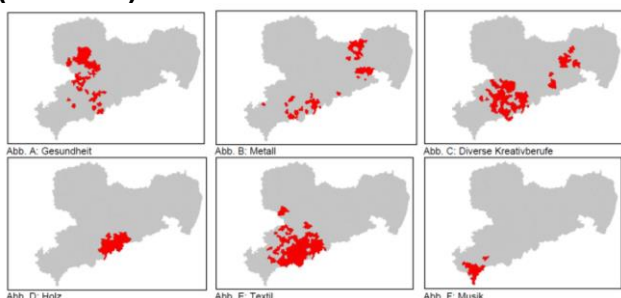 Abb. A: Gesundheit
Abb. B: Metall
Abb. C: Diverse Kreativberufe
Abb. D: Holz
Abb. E: Textil
Abb. F: Musik